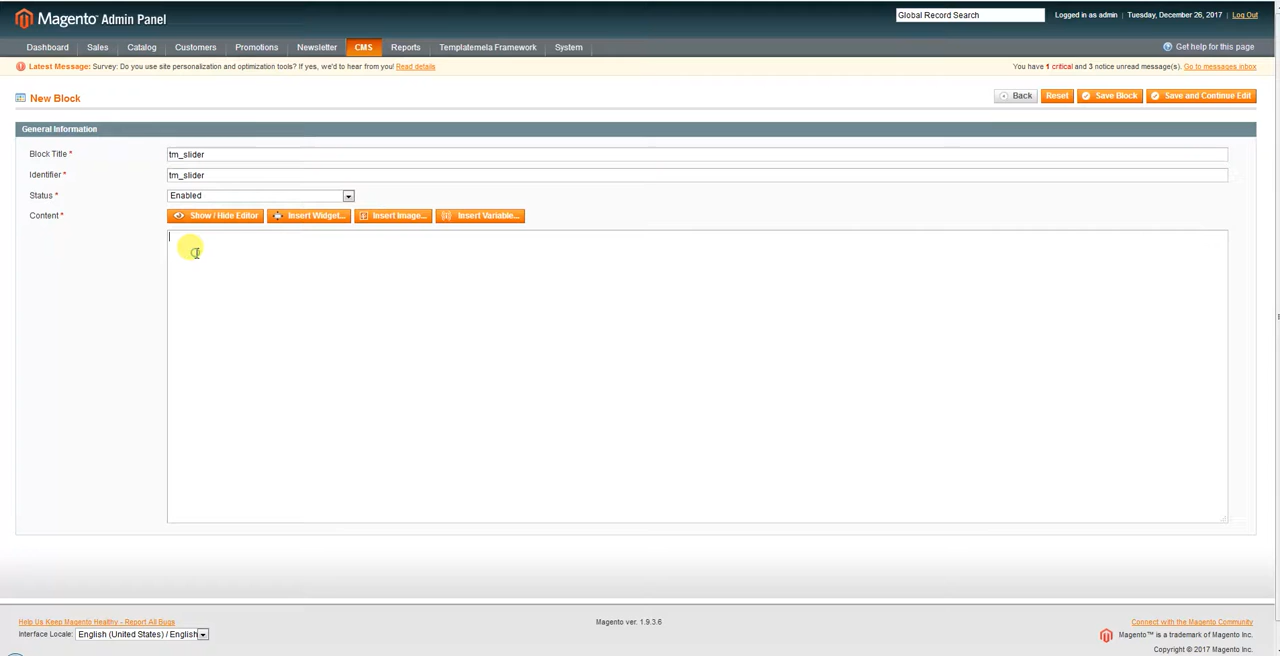 Magento Admin Panel
Global Record Search
Logged in as admin | Tuesday, December 26, 2017 | Log Out
Dashboard Sales Catalog Customers Promotions Newsletter CMS Reports Templatemela Framework System
Get help for this page
Latest Message: Survey: Do you use site personalization and optimization tools? If yes, we'd to hear from you! Read details
You have 1 critical and 3 notice unread message(s). Go to messages inbox
New Block
Back Reset Save Block Save and Continue Edit
General Information
Block Title * tm_slider
Identifier * tm_slider
Status * Enabled
Content * Show / Hide Editor Insert Widget... Insert Image... Insert Variable...
Help Us Keep Magento Healthy - Report All Bugs
Magento ver. 1.9.3.6
Connect with the Magento Community
Interface Locale: English (United States) / English
Magento™ is a trademark of Magento Inc.
Copyright © 2017 Magento Inc.